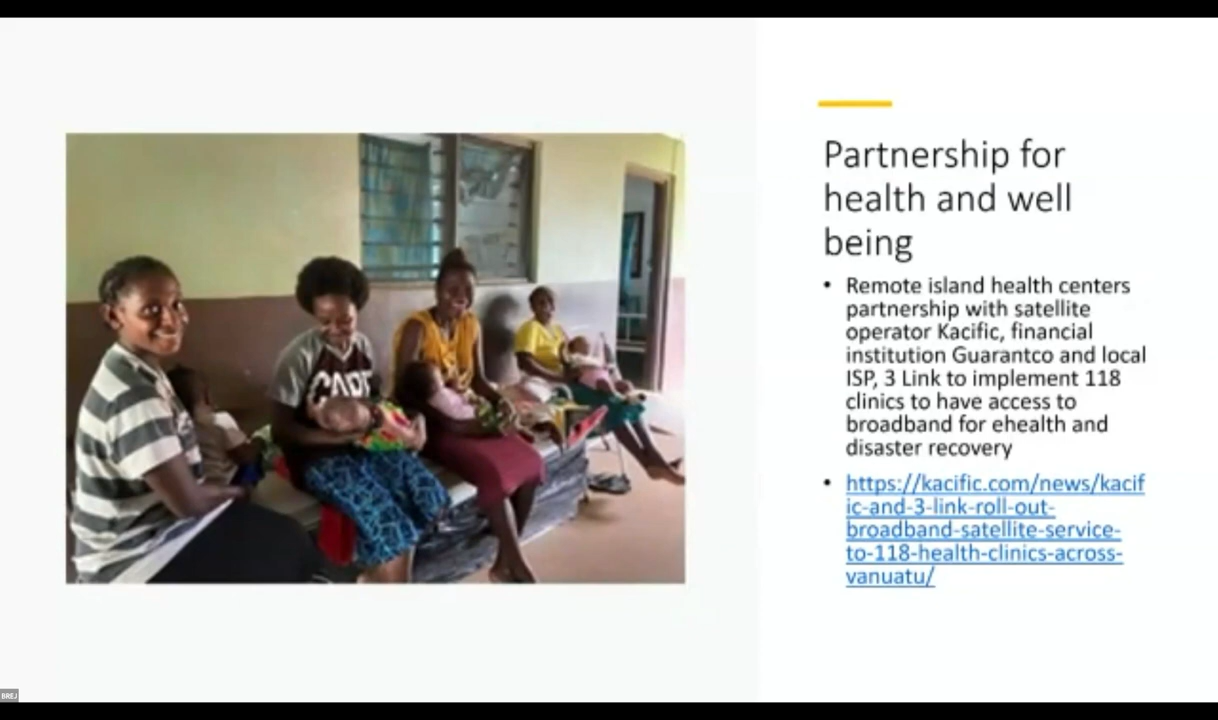 Partnership for
health and well
being
• Remote island health centers
partnership with satellite
operator Kacific, financial
institution Guarantco and local
ISP, 3 Link to implement 118
clinics to have access to
broadband for ehealth and
disaster recovery
• https://kacific.com/news/kacif
ic-and-3-link-roll-out-
broadband-satellite-service-
to-118-health-clinics-across-
vanuatu/
BREJ